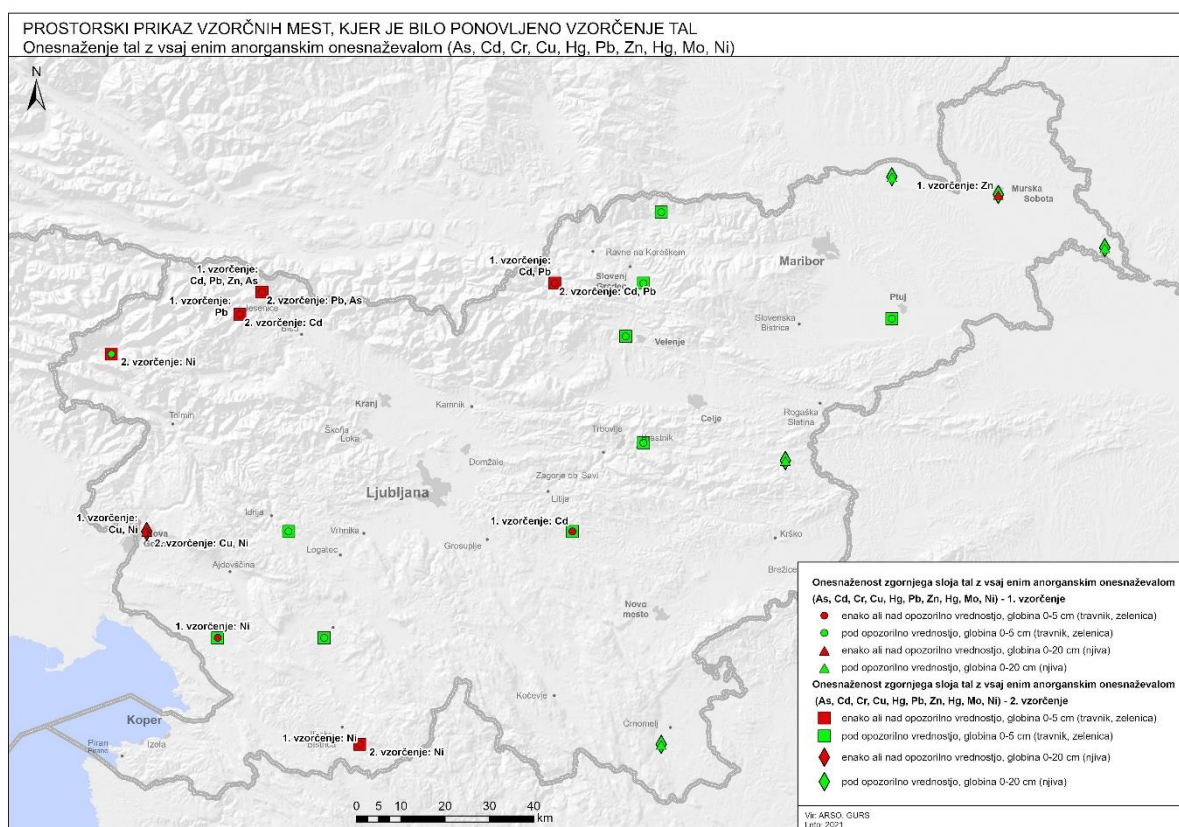 PROSTORSKI PRIKAZ VZORČNIH MEST, KJER JE BILO PONOVLJENO VZORČENJE TAL
Onesnaženje tal z vsaj enim anorganskim onesnaževalom (As, Cd, Cr, Cu, Hg, Pb, Zn, Hg, Mo, Ni)
N
1. vzorčenje: Zn
Murska
Sobota
Ravne na Koroškem
Maribor
1. vzorčenje:
Cd, Pb
Slovenj
Gradec
2. vzorčenje: Cd, Pb
1. vzorčenje:
Cd, Pb, Zn, As
2. vzorčenje: Pb, As
1. vzorčenje:
Pb
Jesenice
2. vzorčenje: Cd
Bled
Ptuj
Slovenska
Bistrica
Velenje
2. vzorčenje: Ni
Kranj
Kamnik
Celje
Rogaška
Slatina
Tolmin
Škofja
Loka
Trbovlje
Hrastnik
Domžale
Zagorje ob Savi
Ljubljana
Litija
1. vzorčenje:
Cu, Ni
Nova
2. vzorčenje: Cu, Ni
Idrija
Vrhnika
Logatec
Grosuplje
1. vzorčenje: Cd
Krško
Ajdovščina
Brežice
Novo
mesto
1. vzorčenje: Ni
Kočevje
Črnomelj
Koper
Piran
Pirano
Izola
1. vzorčenje: Ni
Bistrica
2. vzorčenje: Ni
0 5 10 20 30 40
km
Onesnaženost zgornjega sloja tal z vsaj enim anorganskim onesnaževalom
(As, Cd, Cr, Cu, Hg, Pb, Zn, Hg, Mo, Ni) - 1. vzorčenje
enako ali nad opozorilno vrednostjo, globina 0-5 cm (travnik, zelenica)
pod opozorilno vrednostjo, globina 0-5 cm (travnik, zelenica)
enako ali nad opozorilno vrednostjo, globina 0-20 cm (njiva)
pod opozorilno vrednostjo, globina 0-20 cm (njiva)
Onesnaženost zgornjega sloja tal z vsaj enim anorganskim onesnaževalom
(As, Cd, Cr, Cu, Hg, Pb, Zn, Hg, Mo, Ni) - 2. vzorčenje
enako ali nad opozorilno vrednostjo, globina 0-5 cm (travnik, zelenica)
pod opozorilno vrednostjo, globina 0-5 cm (travnik, zelenica)
enako ali nad opozorilno vrednostjo, globina 0-20 cm (njiva)
pod opozorilno vrednostjo, globina 0-20 cm (njiva)
Vir: ARSO, GURS
Leto: 2021